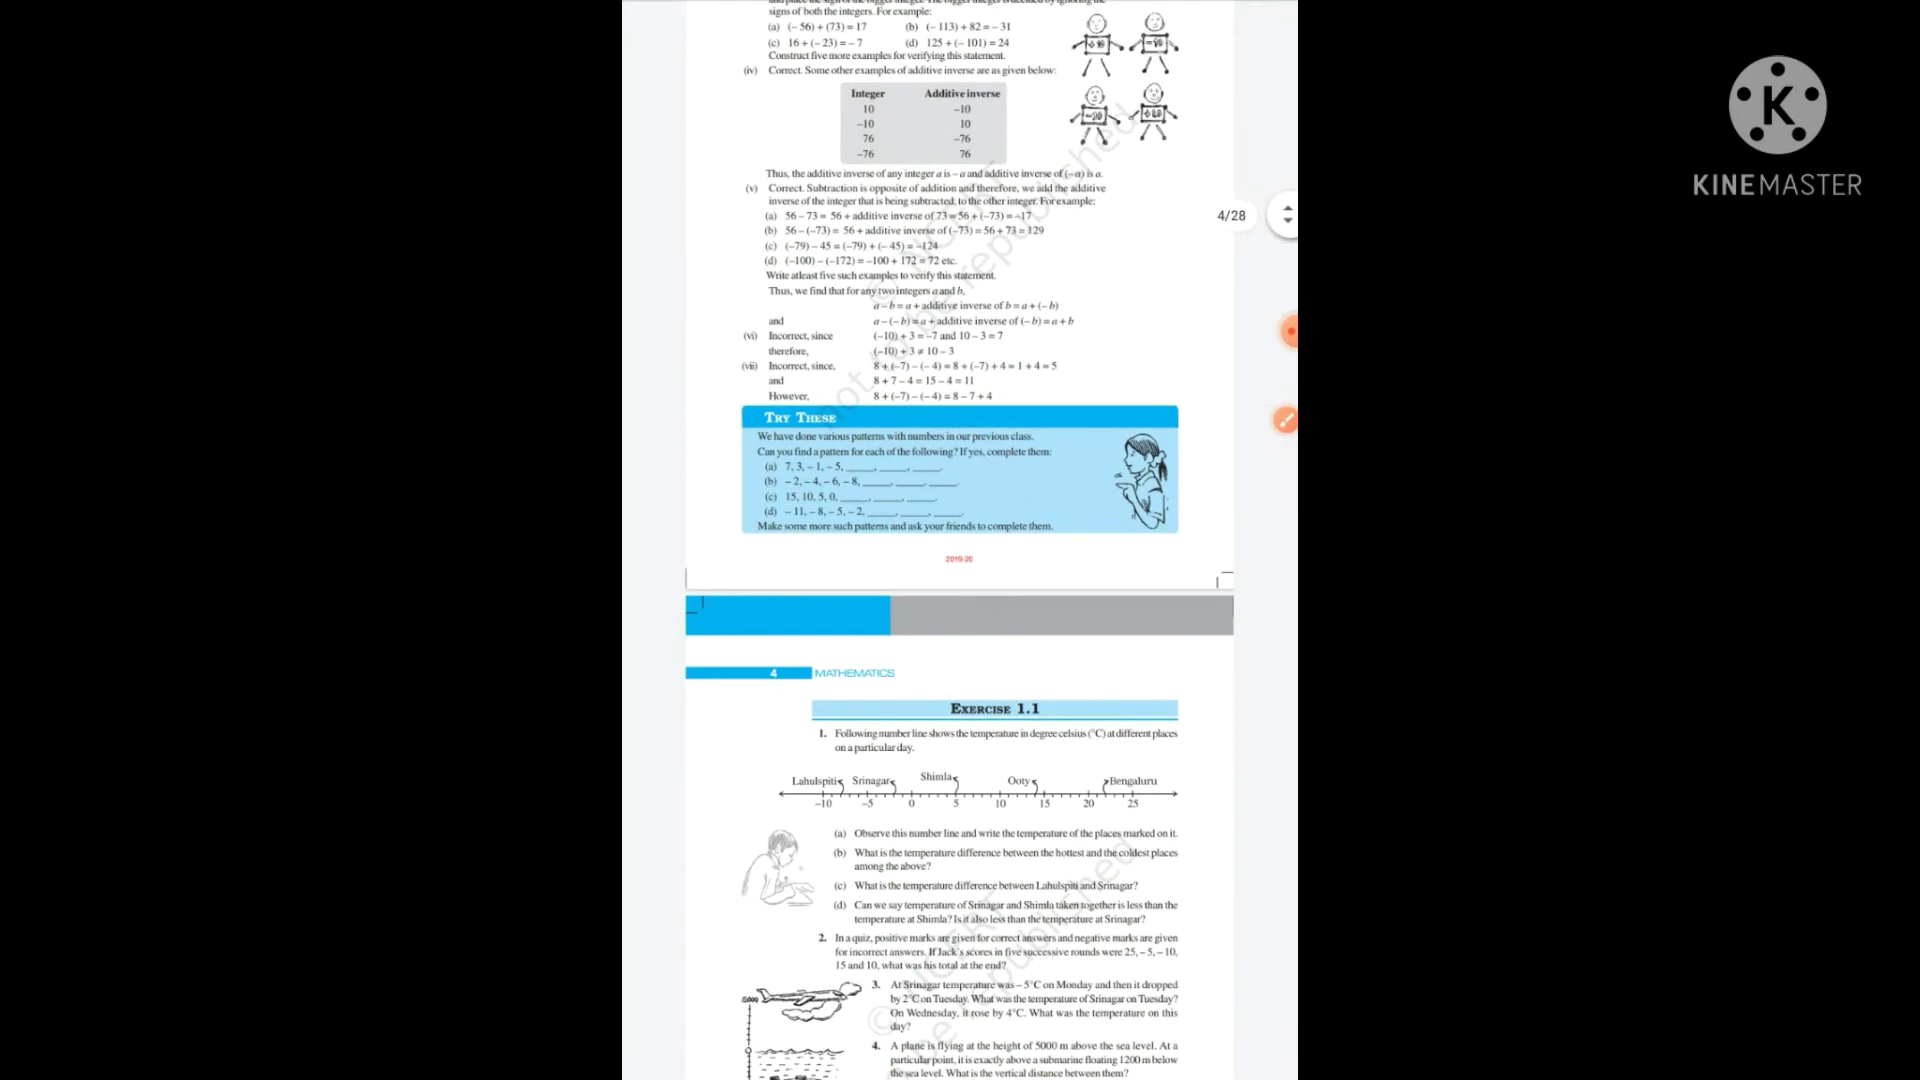 signs of both the integers. For example:
(a) (– 56) + (73) = 17 (b) (– 113) + 82 = – 31
(c) 16 + (– 23) = – 7 (d) 125 + (– 101) = 24
Construct five more examples for verifying this statement.
(iv) Correct. Some other examples of additive inverse are as given below:
Integer Additive inverse
10 –10
–10 10
76 –76
–76 76
Thus, the additive inverse of any integer a is – a and additive inverse of (– a) is a.
(v) Correct. Subtraction is opposite of addition and therefore, we add the additive
inverse of the integer that is being subtracted, to the other integer. For example:
(a) 56 – 73 = 56 + additive inverse of 73 = 56 + (–73) = –17
(b) 56 – (–73) = 56 + additive inverse of (–73) = 56 + 73 = 129
(c) (–79) – 45 = (–79) + (– 45) = –124
(d) (–100) – (–172) = –100 + 172 = 72 etc.
Write atleast five such examples to verify this statement.
Thus, we find that for any two integers a and b,
a – b = a + additive inverse of b = a + (– b)
and a – (– b) = a + additive inverse of (– b) = a + b
(vi) Incorrect, since (–10) + 3 = –7 and 10 – 3 = 7
therefore, (–10) + 3 ≠ 10 – 3
(vii) Incorrect, since, 8 + (–7) – (– 4) = 8 + (–7) + 4 = 1 + 4 = 5
and 8 + 7 – 4 = 15 – 4 = 11
However, 8 + (–7) – (– 4) = 8 – 7 + 4
TRY THESE
We have done various patterns with numbers in our previous class.
Can you find a pattern for each of the following? If yes, complete them:
(a) 7, 3, – 1, – 5, _____, _____, _____.
(b) – 2, – 4, – 6, – 8, _____, _____, _____.
(c) 15, 10, 5, 0, _____, _____, _____.
(d) – 11, – 8, – 5, – 2, _____, _____, _____.
Make some more such patterns and ask your friends to complete them.
2019-20
4/28
K
KINEMASTER
4 MATHEMATICS
EXERCISE 1.1
1. Following number line shows the temperature in degree celsius (°C) at different places
on a particular day.
Lahulspiti Srinagar Shimla Ooty Bengaluru
–10 –5 0 5 10 15 20 25
(a) Observe this number line and write the temperature of the places marked on it.
(b) What is the temperature difference between the hottest and the coldest places
among the above?
(c) What is the temperature difference between Lahulspiti and Srinagar?
(d) Can we say temperature of Srinagar and Shimla taken together is less than the
temperature at Shimla? Is it also less than the temperature at Srinagar?
2. In a quiz, positive marks are given for correct answers and negative marks are given
for incorrect answers. If Jack's scores in five successive rounds were 25, – 5, – 10,
15 and 10, what was his total at the end?
3. At Srinagar temperature was – 5°C on Monday and then it dropped
by 2°C on Tuesday. What was the temperature of Srinagar on Tuesday?
On Wednesday, it rose by 4°C. What was the temperature on this
day?
4. A plane is flying at the height of 5000 m above the sea level. At a
particular point, it is exactly above a submarine floating 1200 m below
the sea level. What is the vertical distance between them?
5000
0
© NCERT
not to be republished
© NCERT
be republished